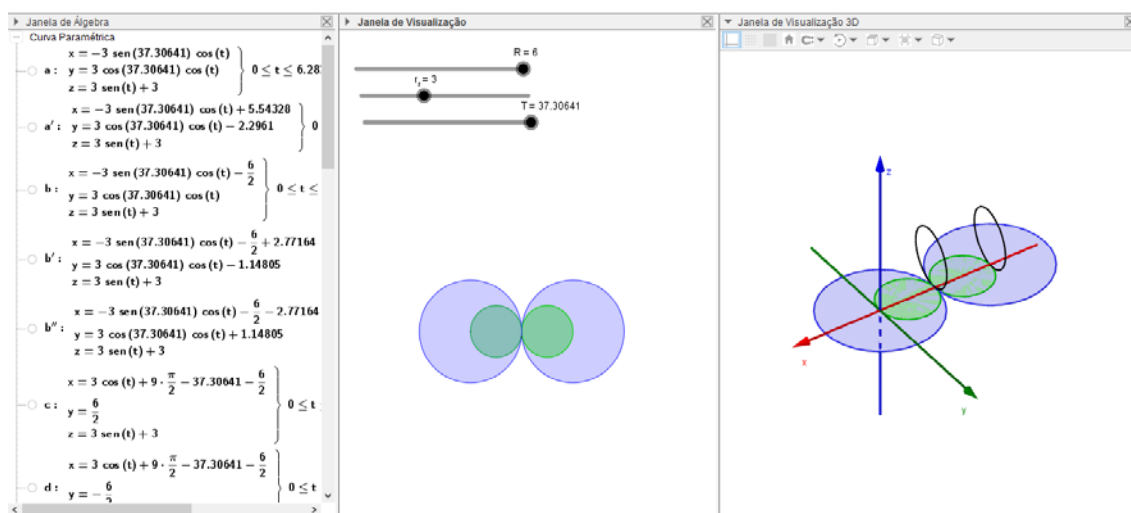 Janela de Álgebra
Curva Paramétrica
a :
x = −3 sen (37.30641) cos (t)
y = 3 cos (37.30641) cos (t)
z = 3 sen (t) + 3
0 ≤ t ≤ 6.28
a′ :
x = −3 sen (37.30641) cos (t) + 5.54328
y = 3 cos (37.30641) cos (t) − 2.2961
z = 3 sen (t) + 3
0
b :
x = −3 sen (37.30641) cos (t) − 6/2
y = 3 cos (37.30641) cos (t)
z = 3 sen (t) + 3
0 ≤ t ≤
b′ :
x = −3 sen (37.30641) cos (t) − 6/2 + 2.77164
y = 3 cos (37.30641) cos (t) − 1.14805
z = 3 sen (t) + 3
b″ :
x = −3 sen (37.30641) cos (t) − 6/2 − 2.77164
y = 3 cos (37.30641) cos (t) + 1.14805
z = 3 sen (t) + 3
c :
x = 3 cos (t) + 9 · π/2 − 37.30641 − 6/2
y = 6/2
z = 3 sen (t) + 3
0 ≤ t
d :
x = 3 cos (t) + 9 · π/2 − 37.30641 − 6/2
y = − 6/2
0 ≤ t
Janela de Visualização
R = 6
r = 3
T = 37.30641
Janela de Visualização 3D
z
x
y